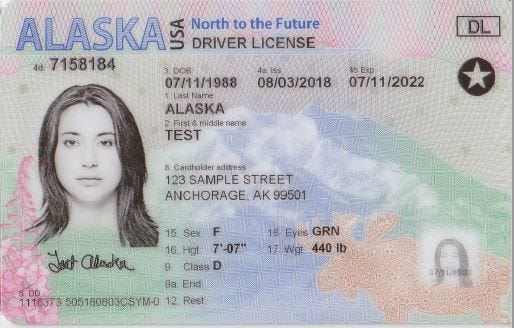 ALASKA USA North to the Future DL
DRIVER LICENSE
4d. 7158184
3. DOB 4a. Iss 4b Exp
07/11/1988 08/03/2018 07/11/2022
1. Last Name
ALASKA
2. First & middle name
TEST
8. Cardholder address
123 SAMPLE STREET
ANCHORAGE, AK 99501
15. Sex F 18. Eyes GRN
16. Hgt 7'-07" 17. Wgt 440 lb
9. Class D
9a. End
12. Rest
Test Alaska
5. DD
1116373 505180803CSYM-0
07/11/1988